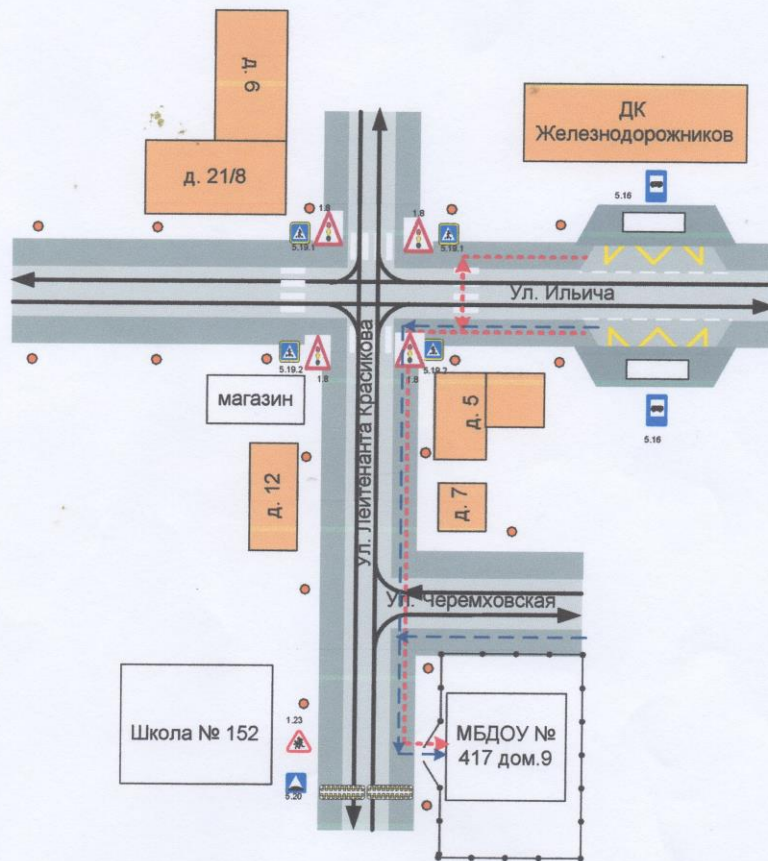 д. 6
ДК
Железнодорожников
д. 21/8
5.16
1.8
1.8
5.19.1
5.19.1
Ул. Ильича
5.19.2
1.8
1.8
5.19.2
5.16
магазин
д. 5
Ул. Лейтенанта Красикова
д. 12
д. 7
Ул. Черемховская
Школа № 152
1.23
5.20
МБДОУ №
417 дом.9